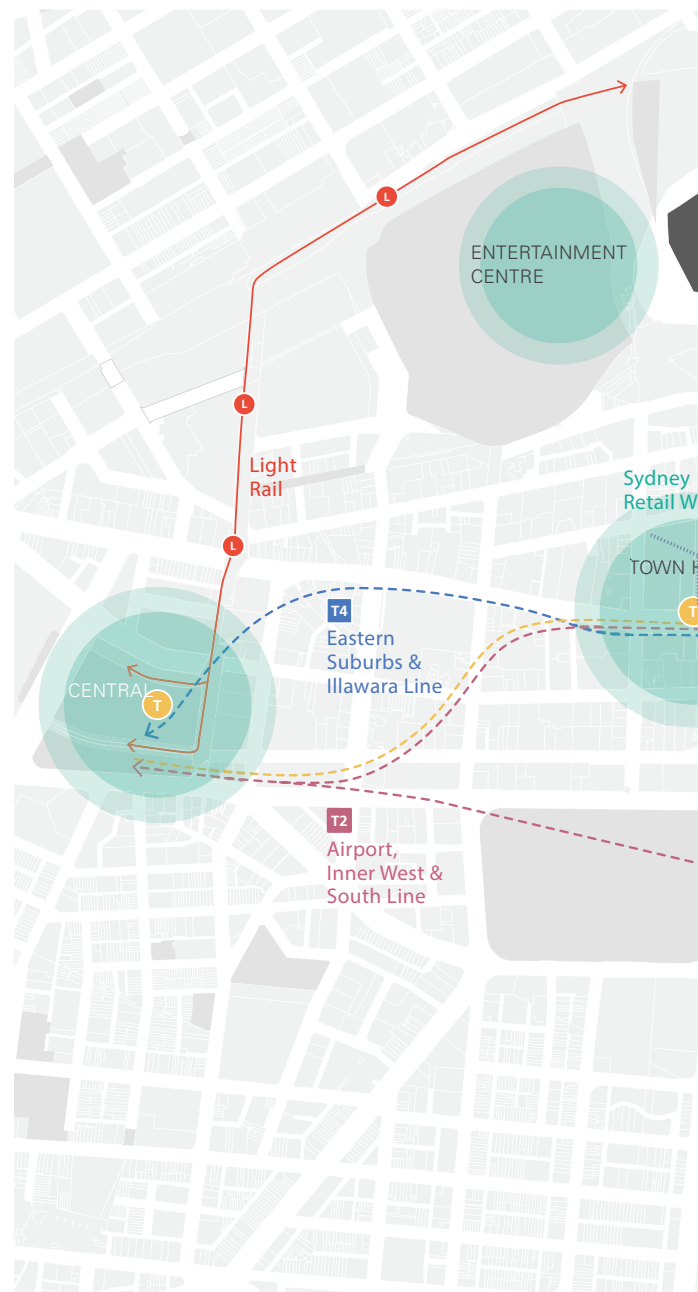 L
ENTERTAINMENT
CENTRE
L
Light
Rail
Sydney
Retail W
L
TOWN H
T4
T
Eastern
Suburbs &
Illawara Line
CENTRAL
T
T2
Airport,
Inner West &
South Line